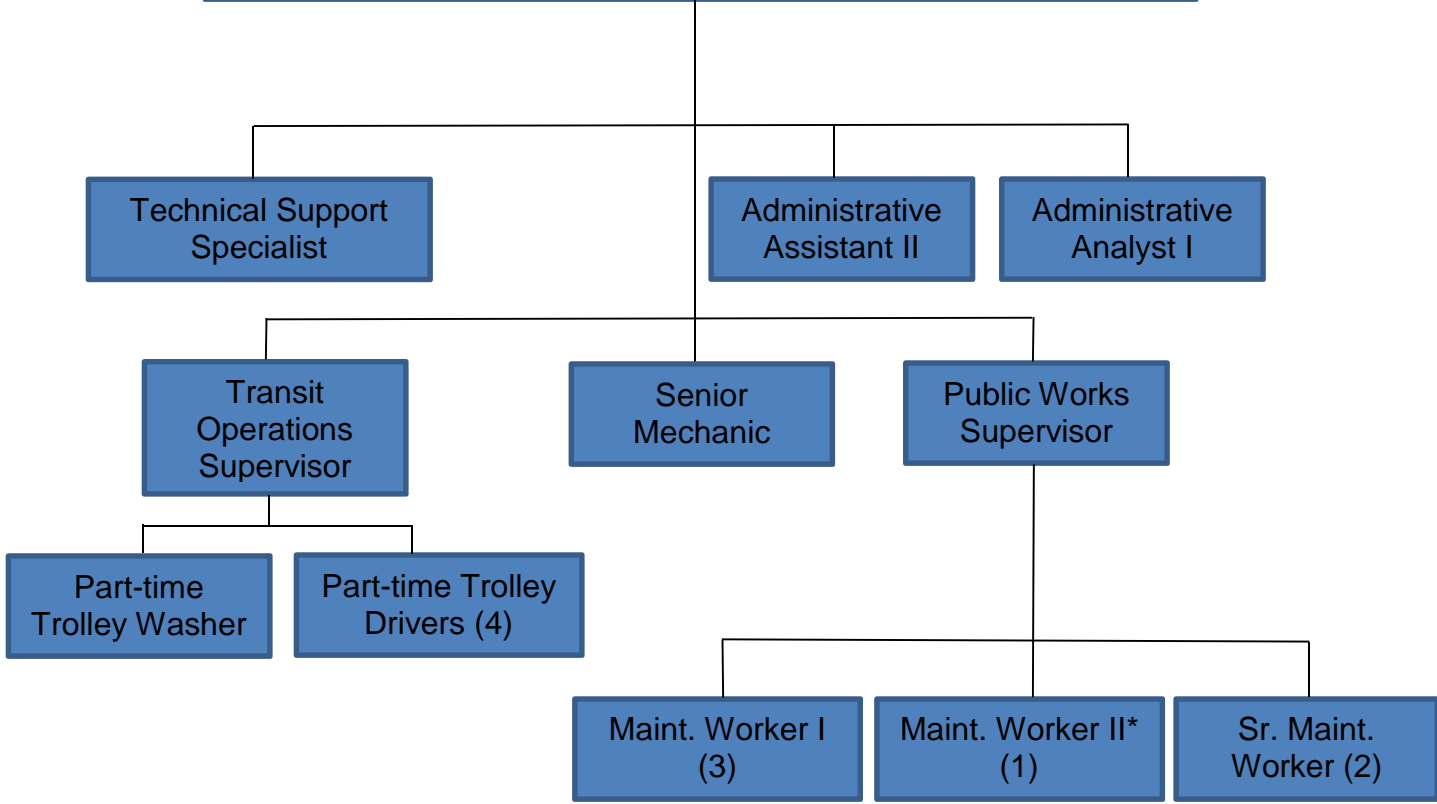 Technical Support
Specialist
Administrative
Assistant II
Administrative
Analyst I
Transit
Operations
Supervisor
Senior
Mechanic
Public Works
Supervisor
Part-time
Trolley Washer
Part-time Trolley
Drivers (4)
Maint. Worker I
(3)
Maint. Worker II*
(1)
Sr. Maint.
Worker (2)